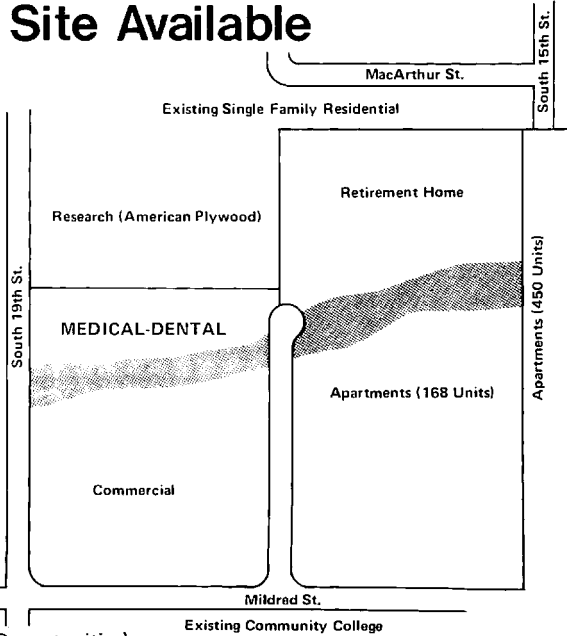 Site Available
MacArthur St.
South 15th St.
Existing Single Family Residential
Retirement Home
Research (American Plywood)
South 19th St.
MEDICAL-DENTAL
Apartments (450 Units)
Apartments (168 Units)
Commercial
Mildred St.
Existing Community College